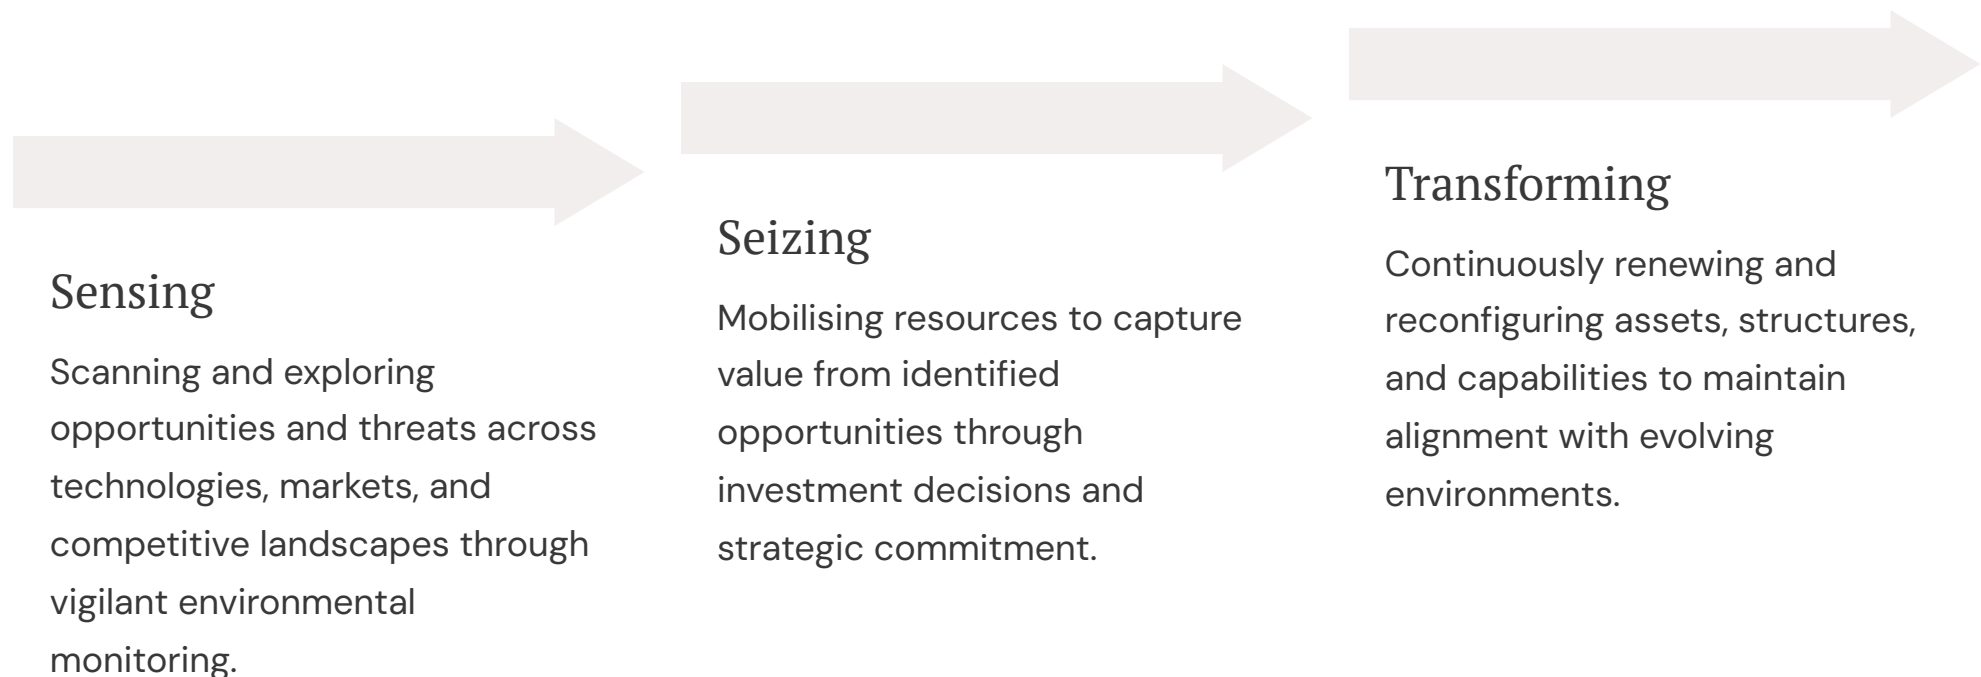 Sensing
Scanning and exploring
opportunities and threats across
technologies, markets, and
competitive landscapes through
vigilant environmental
monitoring.
Seizing
Mobilising resources to capture
value from identified
opportunities through
investment decisions and
strategic commitment.
Transforming
Continuously renewing and
reconfiguring assets, structures,
and capabilities to maintain
alignment with evolving
environments.